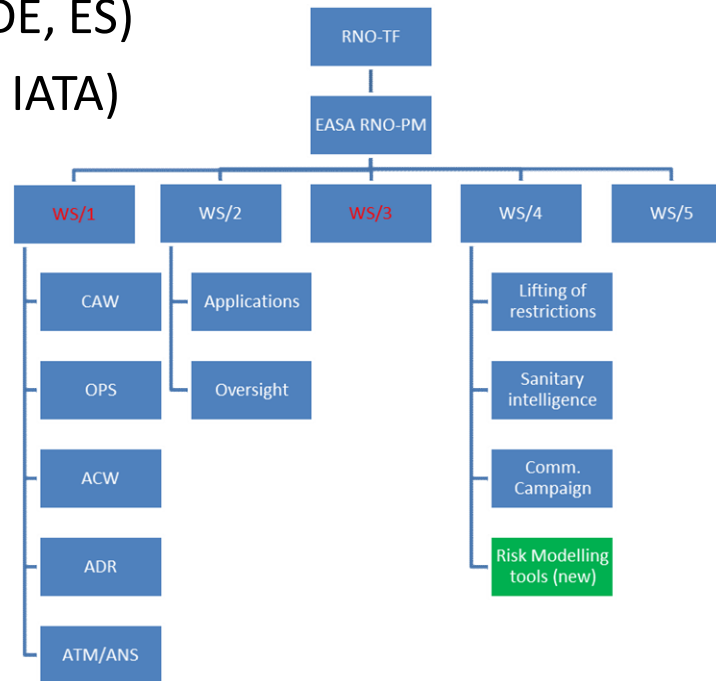 DE, ES)
IATA)
RNO-TF
EASA RNO-PM
WS/1
WS/2
WS/3
WS/4
WS/5
CAW
OPS
ACW
ADR
ATM/ANS
Applications
Oversight
Lifting of
restrictions
Sanitary
intelligence
Comm.
Campaign
Risk Modelling
tools (new)